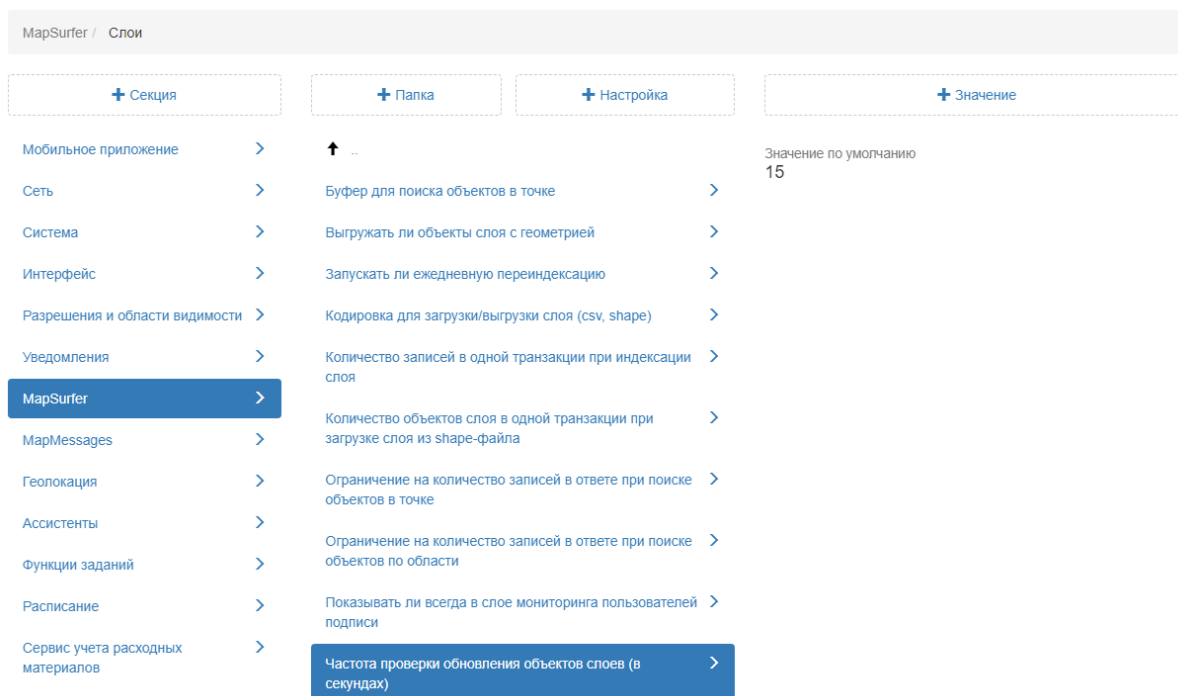 MapSurfer / Слои
+ Секция
Мобильное приложение
Сеть
Система
Интерфейс
Разрешения и области видимости
Уведомления
MapSurfer
MapMessages
Геолокация
Ассистенты
Функции заданий
Расписание
Сервис учета расходных
материалов
+ Папка
+ Настройка
..
Буфер для поиска объектов в точке
Выгружать ли объекты слоя с геометрией
Запускать ли ежедневную переиндексацию
Кодировка для загрузки/выгрузки слоя (csv, shape)
Количество записей в одной транзакции при индексации
слоя
Количество объектов слоя в одной транзакции при
загрузке слоя из shape-файла
Ограничение на количество записей в ответе при поиске
объектов в точке
Ограничение на количество записей в ответе при поиске
объектов по области
Показывать ли всегда в слое мониторинга пользователей
подписи
Частота проверки обновления объектов слоев (в
секундах)
+ Значение
Значение по умолчанию
15